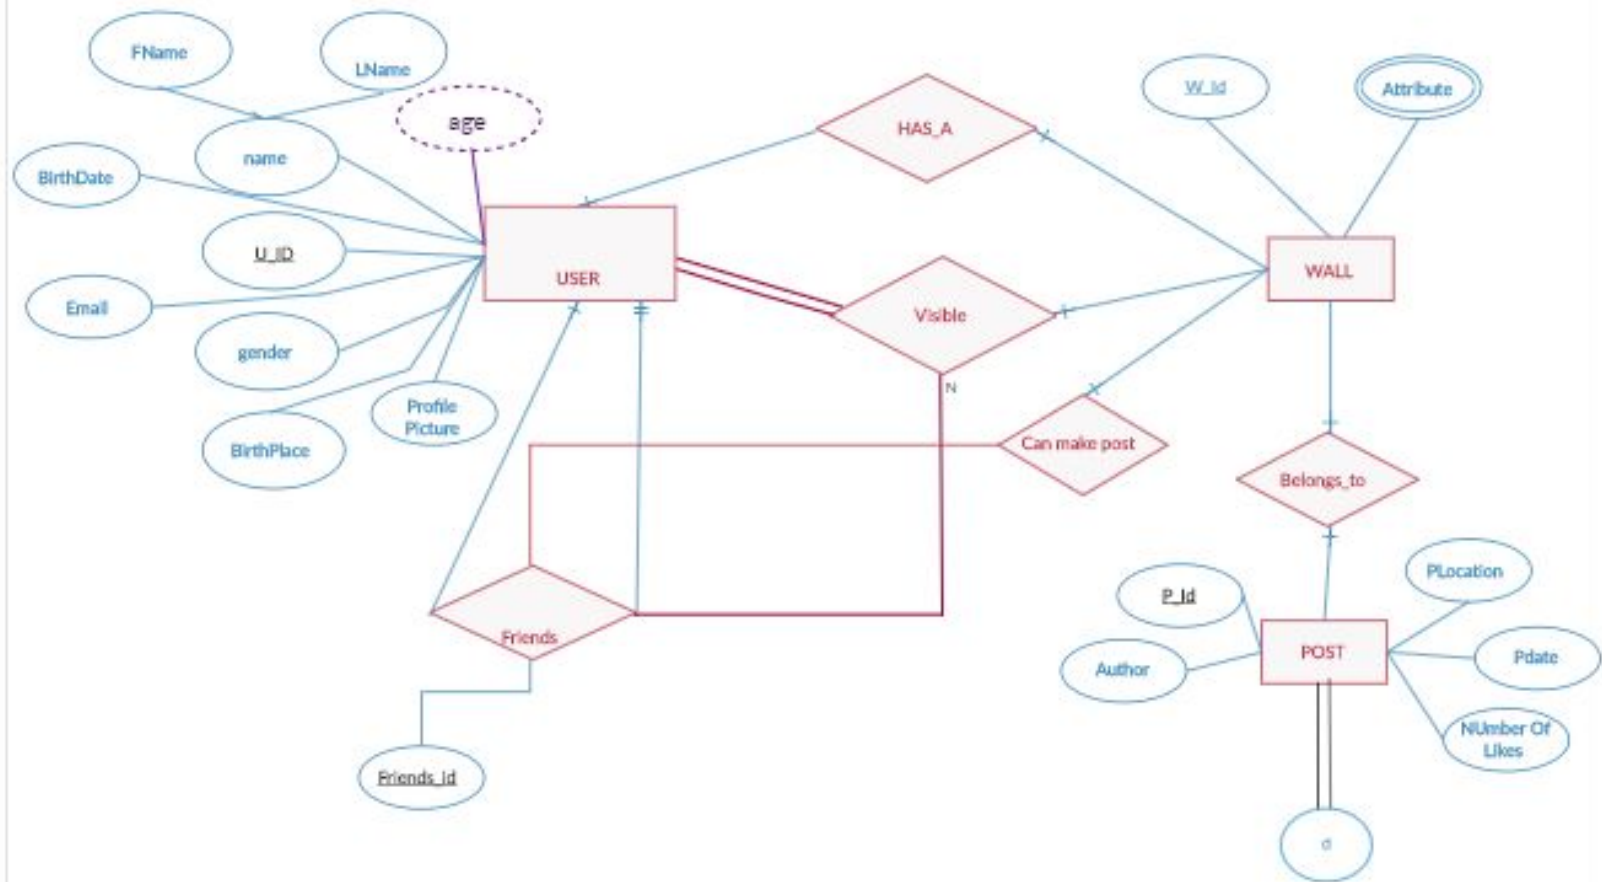 FName
LName
age
name
BirthDate
U_ID
Email
gender
BirthPlace
Profile
Picture
USER
HAS_A
Visible
N
Can make post
Friends
Friends_id
W_Id
Attribute
WALL
Belongs_to
P_Id
Author
POST
PLocation
Pdate
NUmber Of
Likes
d